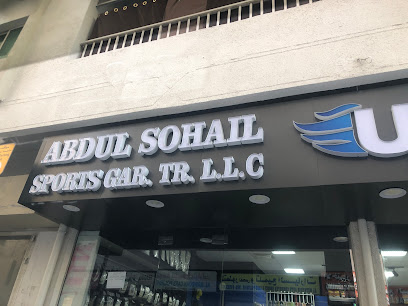 ABDUL SOHAIL
SPORTS GAR. TR. L.L.C
U